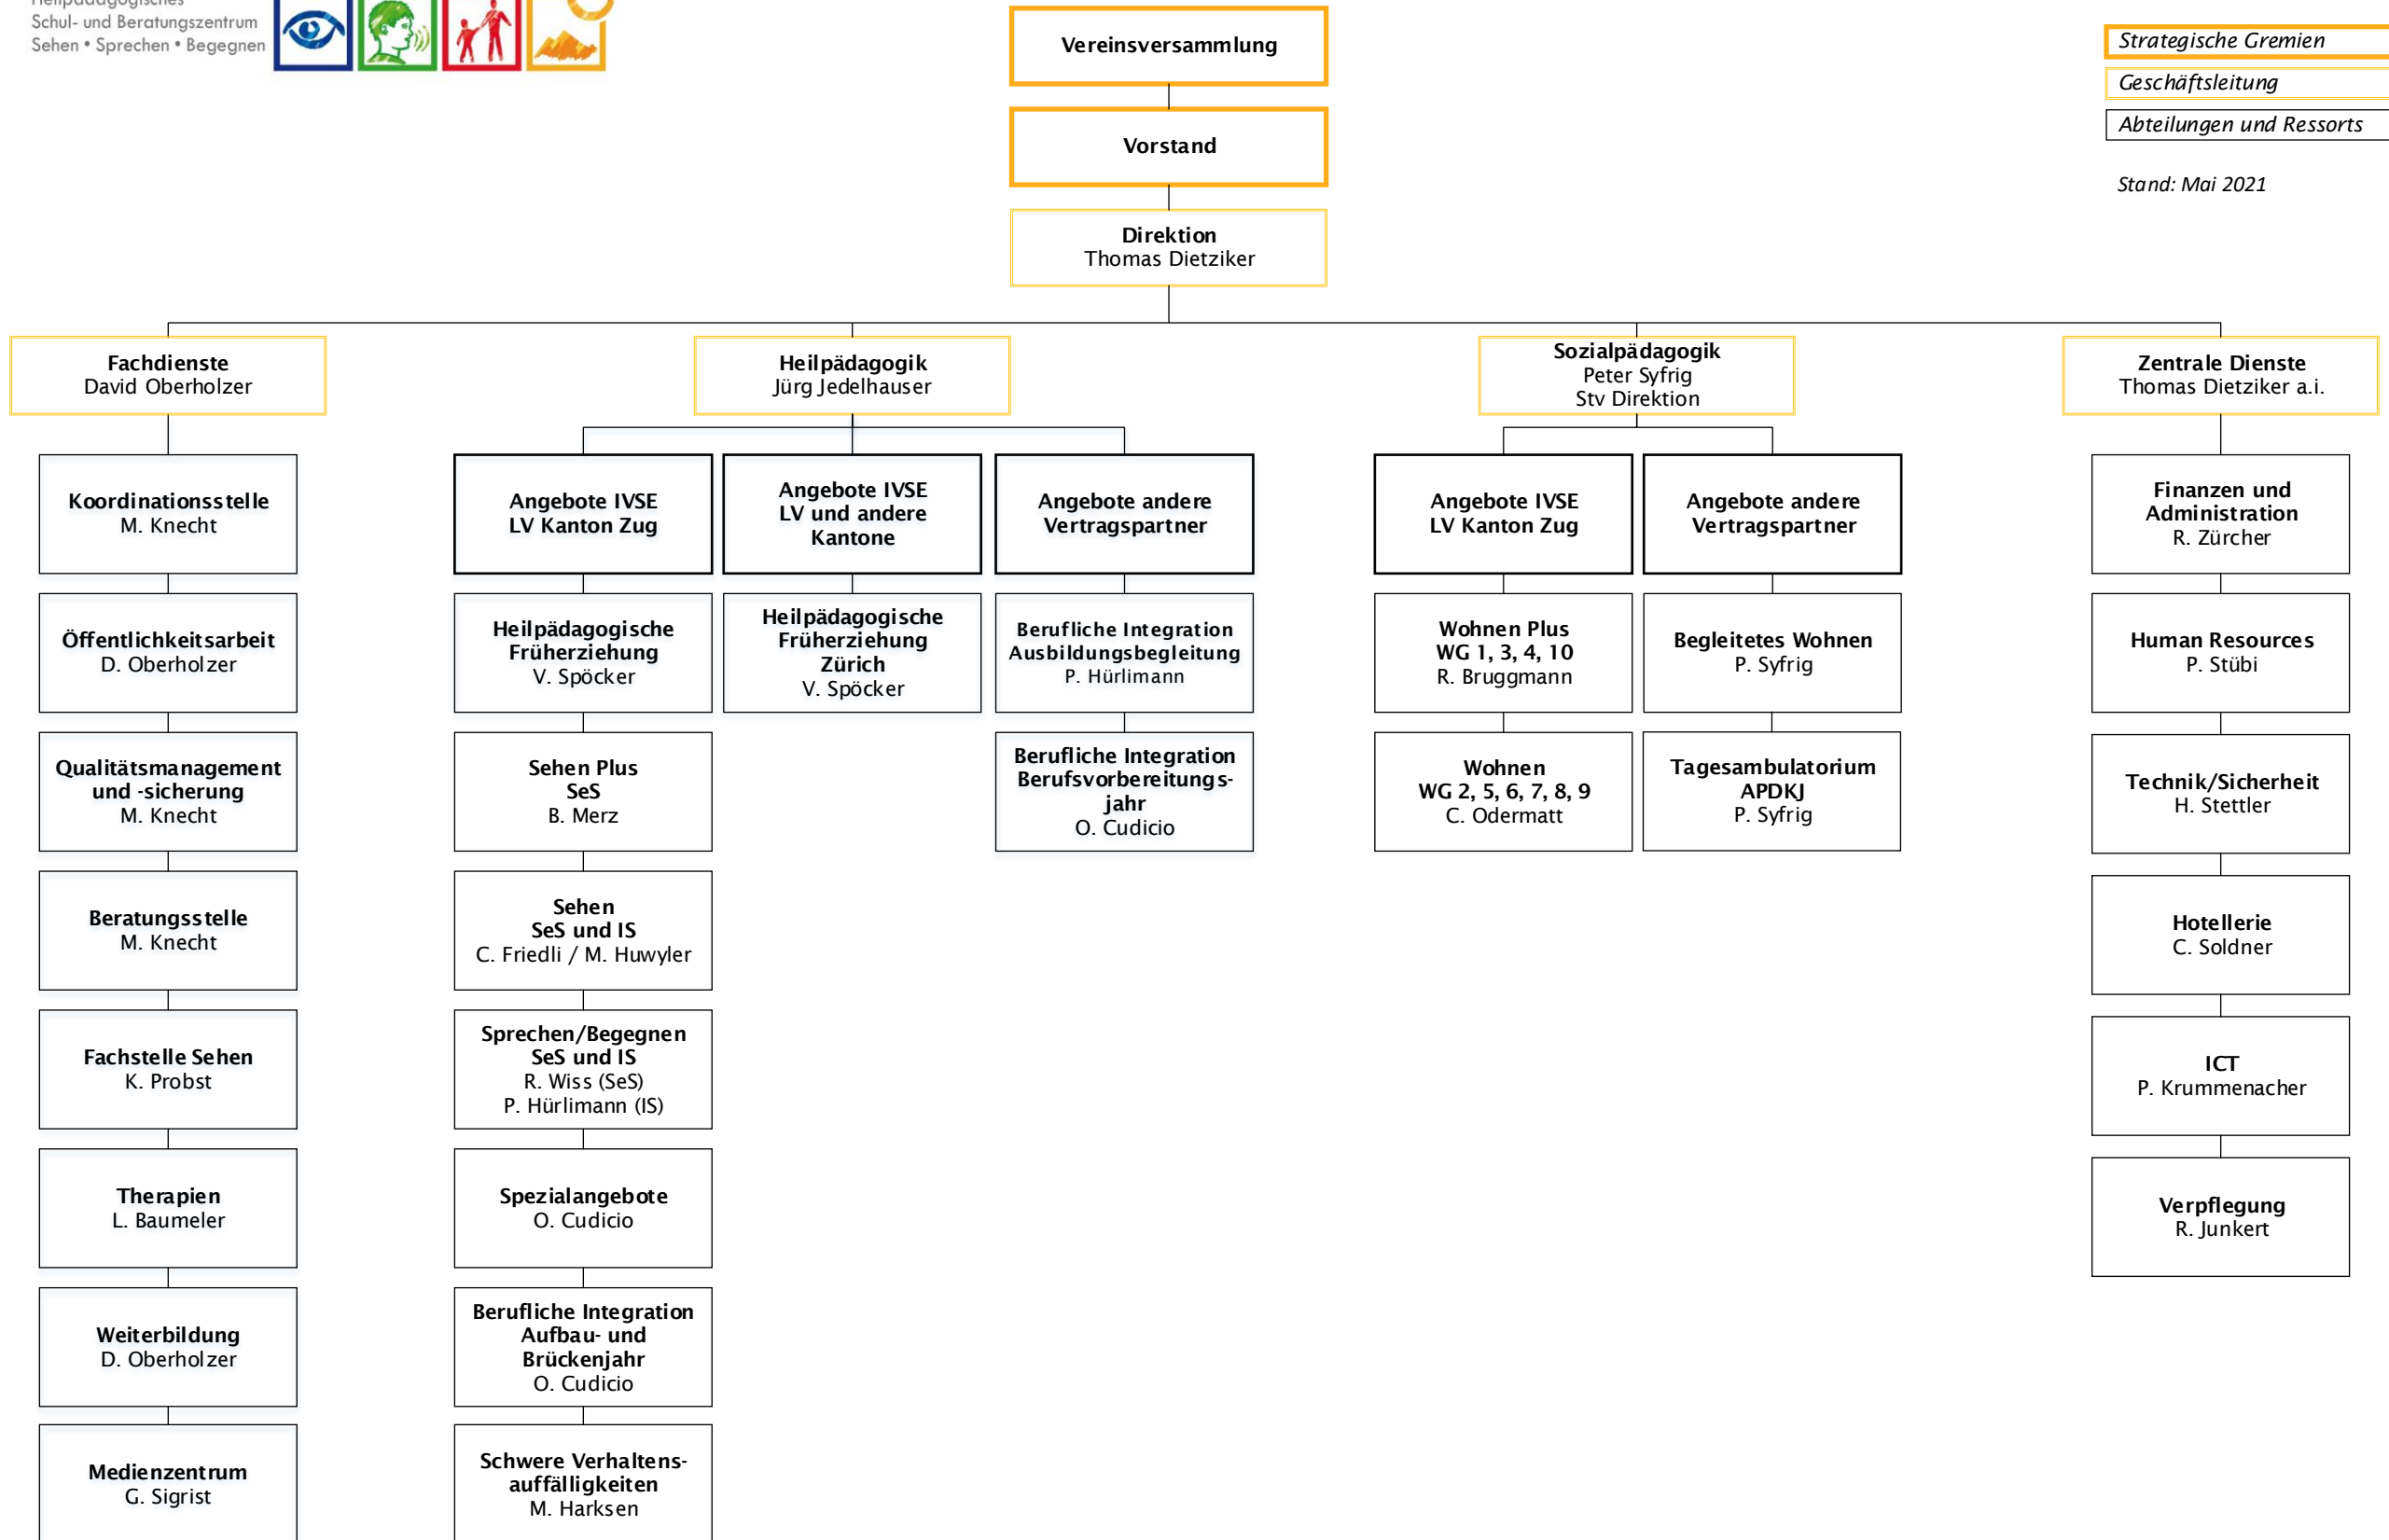 Heilpädagogisches
Schul- und Beratungszentrum
Sehen • Sprechen • Begegnen
Vereinsversammlung
Vorstand
Direktion
Thomas Dietziker
Strategische Gremien
Geschäftsleitung
Abteilungen und Ressorts
Stand: Mai 2021
Fachdienste
David Oberholzer
Koordinationsstelle
M. Knecht
Öffentlichkeitsarbeit
D. Oberholzer
Qualitätsmanagement
und -sicherung
M. Knecht
Beratungsstelle
M. Knecht
Fachstelle Sehen
K. Probst
Therapien
L. Baumeler
Weiterbildung
D. Oberholzer
Medienzentrum
G. Sigrist
Heilpädagogik
Jürg Jedelhauser
Angebote IVSE
LV Kanton Zug
Heilpädagogische
Früherziehung
V. Spöcker
Sehen Plus
SeS
B. Merz
Sehen
SeS und IS
C. Friedli / M. Huwyler
Sprechen/Begegnen
SeS und IS
R. Wiss (SeS)
P. Hürlimann (IS)
Spezialangebote
O. Cudicio
Berufliche Integration
Aufbau- und
Brückenjahr
O. Cudicio
Schwere Verhaltens-
auffälligkeiten
M. Harksen
Angebote IVSE
LV und andere
Kantone
Heilpädagogische
Früherziehung
Zürich
V. Spöcker
Angebote andere
Vertragspartner
Berufliche Integration
Ausbildungsbegleitung
P. Hürlimann
Berufliche Integration
Berufsvorbereitungs-
jahr
O. Cudicio
Sozialpädagogik
Peter Syfrig
Stv Direktion
Angebote IVSE
LV Kanton Zug
Wohnen Plus
WG 1, 3, 4, 10
R. Bruggmann
Wohnen
WG 2, 5, 6, 7, 8, 9
C. Odermatt
Angebote andere
Vertragspartner
Begleitetes Wohnen
P. Syfrig
Tagesambulatorium
APDKJ
P. Syfrig
Zentrale Dienste
Thomas Dietziker a.i.
Finanzen und
Administration
R. Zürcher
Human Resources
P. Stübi
Technik/Sicherheit
H. Stettler
Hotellerie
C. Soldner
ICT
P. Krummenacher
Verpflegung
R. Junkert